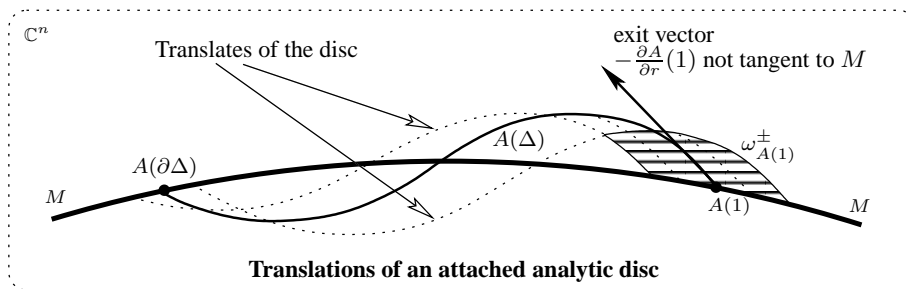 ℂⁿ
exit vector
Translates of the disc
−∂A/∂r(1) not tangent to M
A(Δ)
ω^±_{A(1)}
A(∂Δ)
M
A(1)
M
Translations of an attached analytic disc